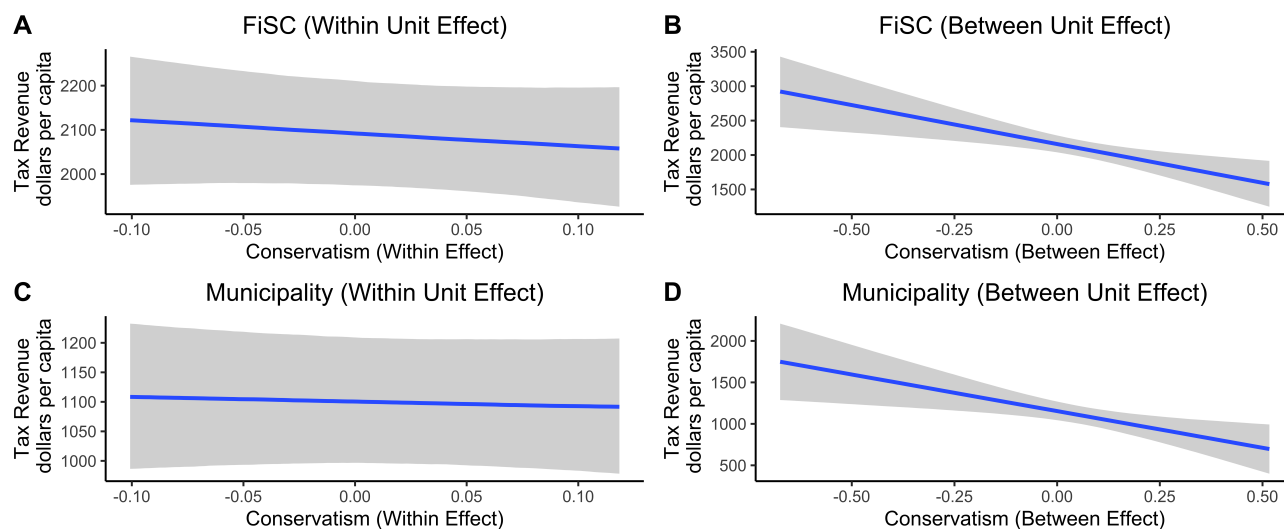 A
FiSC (Within Unit Effect)
Tax Revenue
dollars per capita
2200
2100
2000
-0.10
-0.05
0.00
0.05
0.10
Conservatism (Within Effect)
B
FiSC (Between Unit Effect)
Tax Revenue
dollars per capita
3500
3000
2500
2000
1500
-0.50
-0.25
0.00
0.25
0.50
Conservatism (Between Effect)
C
Municipality (Within Unit Effect)
Tax Revenue
dollars per capita
1200
1150
1100
1050
1000
-0.10
-0.05
0.00
0.05
0.10
Conservatism (Within Effect)
D
Municipality (Between Unit Effect)
Tax Revenue
dollars per capita
2000
1500
1000
500
-0.50
-0.25
0.00
0.25
0.50
Conservatism (Between Effect)